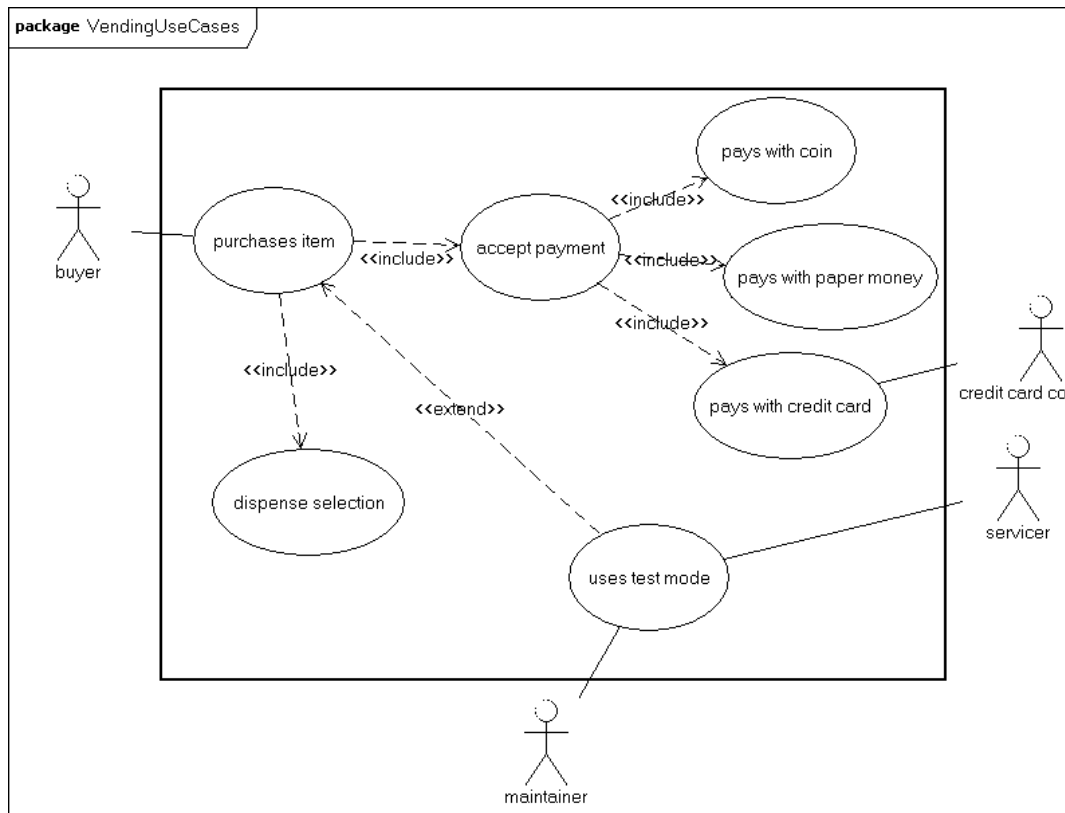 package VendingUseCases
pays with coin
<<include>>
buyer
purchases item
<<include>>
accept payment
<<include>>
pays with paper money
<<include>>
<<include>>
<<extend>>
pays with credit card
credit card co
dispense selection
servicer
uses test mode
maintainer